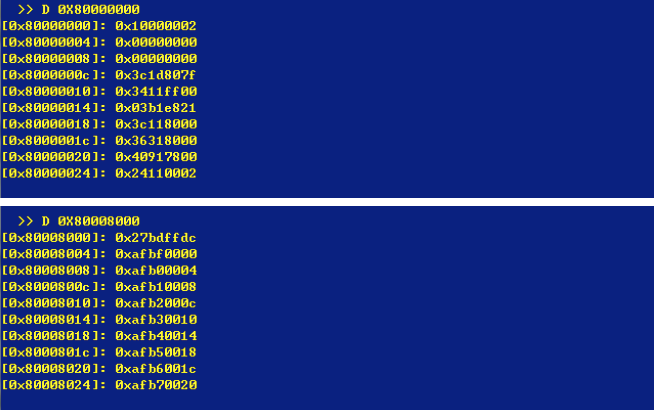 >> D 0X80000000
[0x80000000]: 0x10000002
[0x80000004]: 0x00000000
[0x80000008]: 0x00000000
[0x8000000c]: 0x3c1d807f
[0x80000010]: 0x3411ff00
[0x80000014]: 0x03b1e821
[0x80000018]: 0x3c118000
[0x8000001c]: 0x36318000
[0x80000020]: 0x40917800
[0x80000024]: 0x24110002
>> D 0X80008000
[0x80008000]: 0x27bdffdc
[0x80008004]: 0xafbf0000
[0x80008008]: 0xafb00004
[0x8000800c]: 0xafb10008
[0x80008010]: 0xafb2000c
[0x80008014]: 0xafb30010
[0x80008018]: 0xafb40014
[0x8000801c]: 0xafb50018
[0x80008020]: 0xafb6001c
[0x80008024]: 0xafb70020